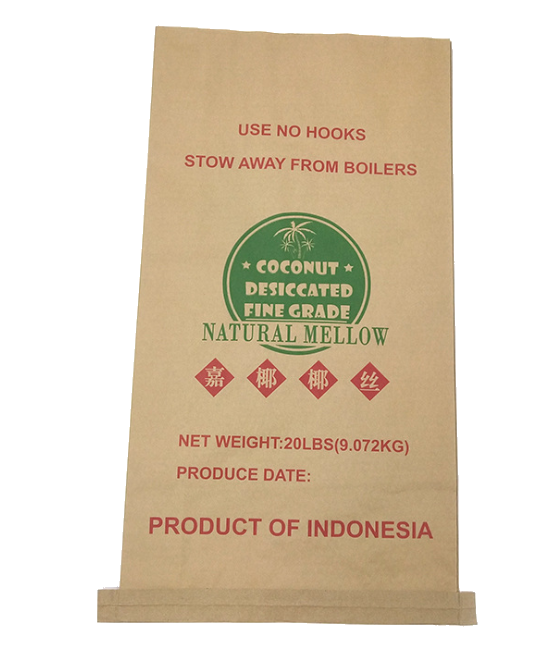 USE NO HOOKS
STOW AWAY FROM BOILERS
COCONUT
DESICCATED
FINE GRADE
NATURAL MELLOW
嘉椰椰丝
NET WEIGHT:20LBS(9.072KG)
PRODUCE DATE:
PRODUCT OF INDONESIA